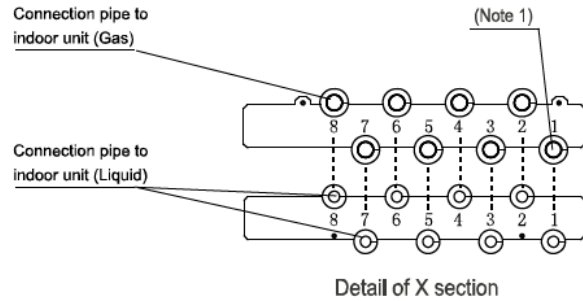 Connection pipe to
indoor unit (Gas)
(Note 1)
8 6 4 2
7 5 3 1
Connection pipe to
indoor unit (Liquid)
8 6 4 2
7 5 3 1
Detail of X section